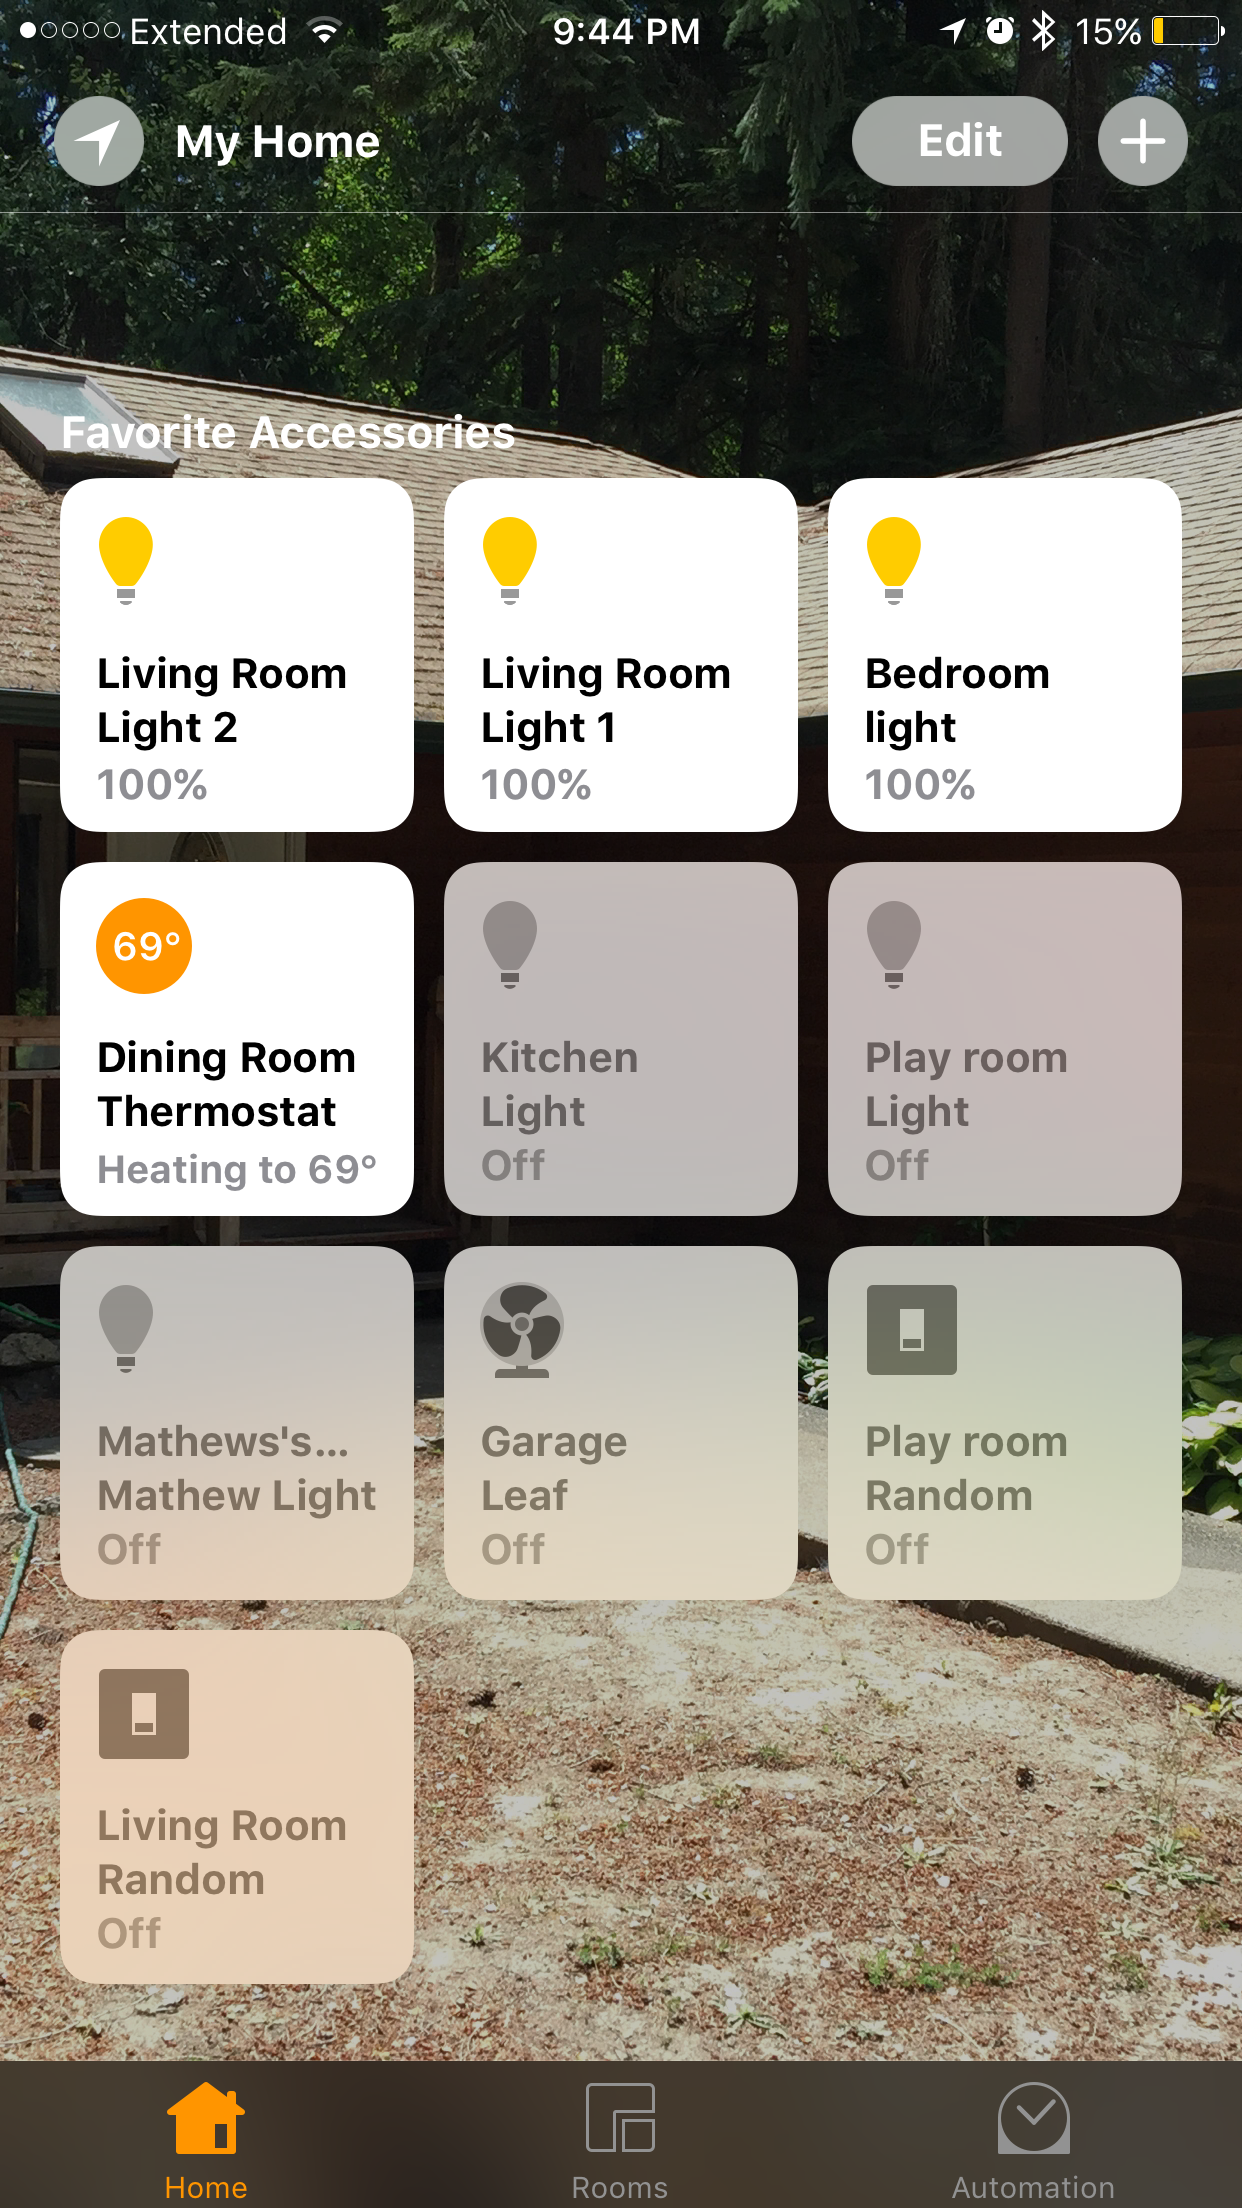 Extended 9:44 PM 15%
My Home Edit
Favorite Accessories
Living Room
Light 2
100%
Living Room
Light 1
100%
Bedroom
light
100%
69°
Dining Room
Thermostat
Heating to 69°
Kitchen
Light
Off
Play room
Light
Off
Mathews's...
Mathew Light
Off
Garage
Leaf
Off
Play room
Random
Off
Living Room
Random
Off
Home Rooms Automation